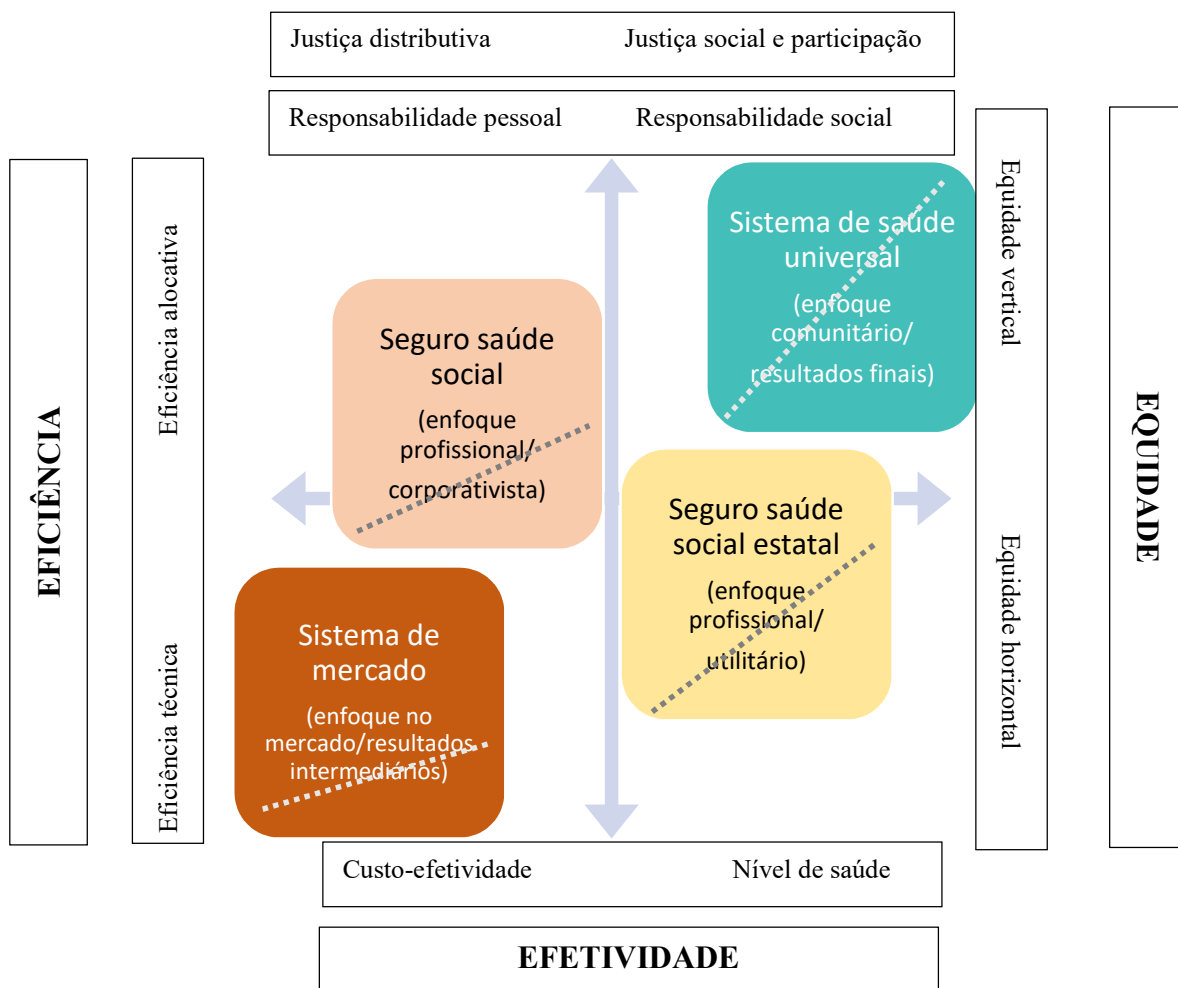 Justiça distributiva
Justiça social e participação
Responsabilidade pessoal
Responsabilidade social
EFICIÊNCIA
Eficiência alocativa
Eficiência técnica
Sistema de saúde
universal
(enfoque
comunitário/
resultados finais)
Seguro saúde
social
(enfoque
profissional/
corporativista)
Seguro saúde
social estatal
(enfoque
profissional/
utilitário)
Sistema de
mercado
(enfoque no
mercado/resultados
intermediários)
Equidade vertical
Equidade horizontal
EQUIDADE
Custo-efetividade
Nível de saúde
EFETIVIDADE